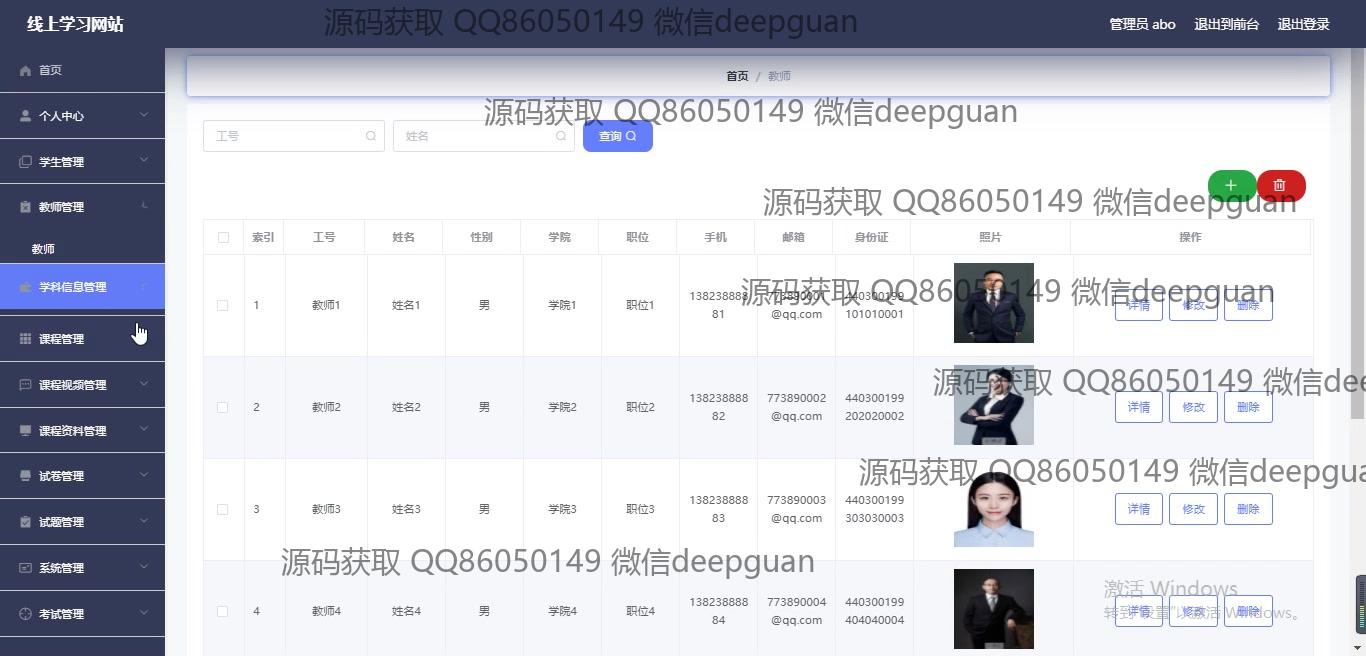 线上学习网站
源码获取 QQ86050149 微信deepguan
管理员 abo 退出到前台 退出登录
首页
个人中心
学生管理
教师管理
教师
学科信息管理
课程管理
课程视频管理
课程资料管理
试卷管理
试题管理
系统管理
考试管理
首页 / 教师
源码获取 QQ86050149 微信deepguan
工号 姓名 查询
源码获取 QQ86050149 微信deepguan
索引 工号 姓名 性别 学院 职位 手机 邮箱 身份证 照片 操作
源码获取 QQ86050149 微信deepguan
1 教师1 姓名1 男 学院1 职位1 13823888881 773890001@qq.com 440300199101010001 详情 修改 删除
源码获取 QQ86050149 微信dee
2 教师2 姓名2 男 学院2 职位2 13823888882 773890002@qq.com 440300199202020002 详情 修改 删除
源码获取 QQ86050149 微信deepgua
3 教师3 姓名3 男 学院3 职位3 13823888883 773890003@qq.com 440300199303030003 详情 修改 删除
源码获取 QQ86050149 微信deepguan
4 教师4 姓名4 男 学院4 职位4 13823888884 773890004@qq.com 440300199404040004 详情 修改 删除
激活 Windows
转到"设置"以激活 Windows。